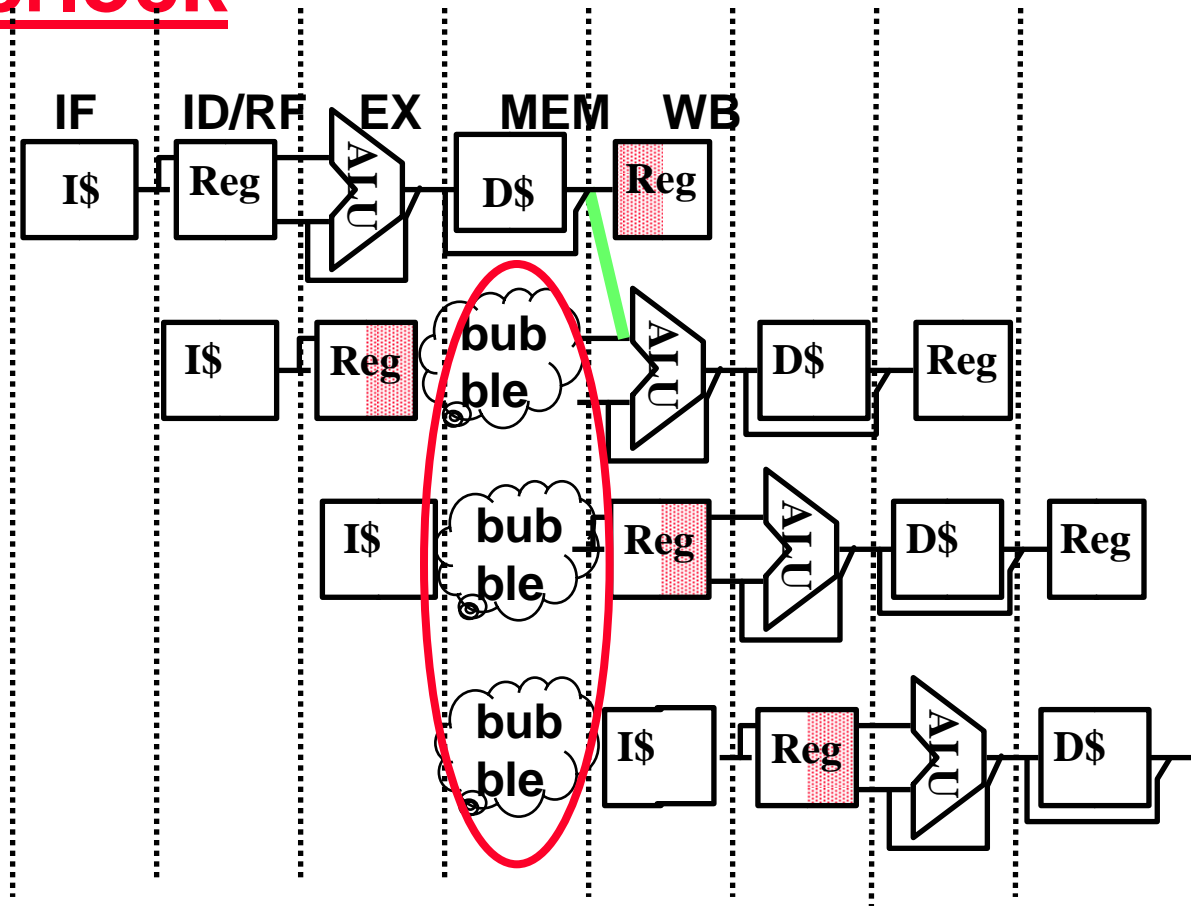 IF ID/RF EX MEM WB
I$ Reg ALU D$ Reg
I$ Reg bub ALU D$ Reg
ble
I$ bub Reg ALU D$ Reg
ble
bub I$ Reg ALU D$
ble